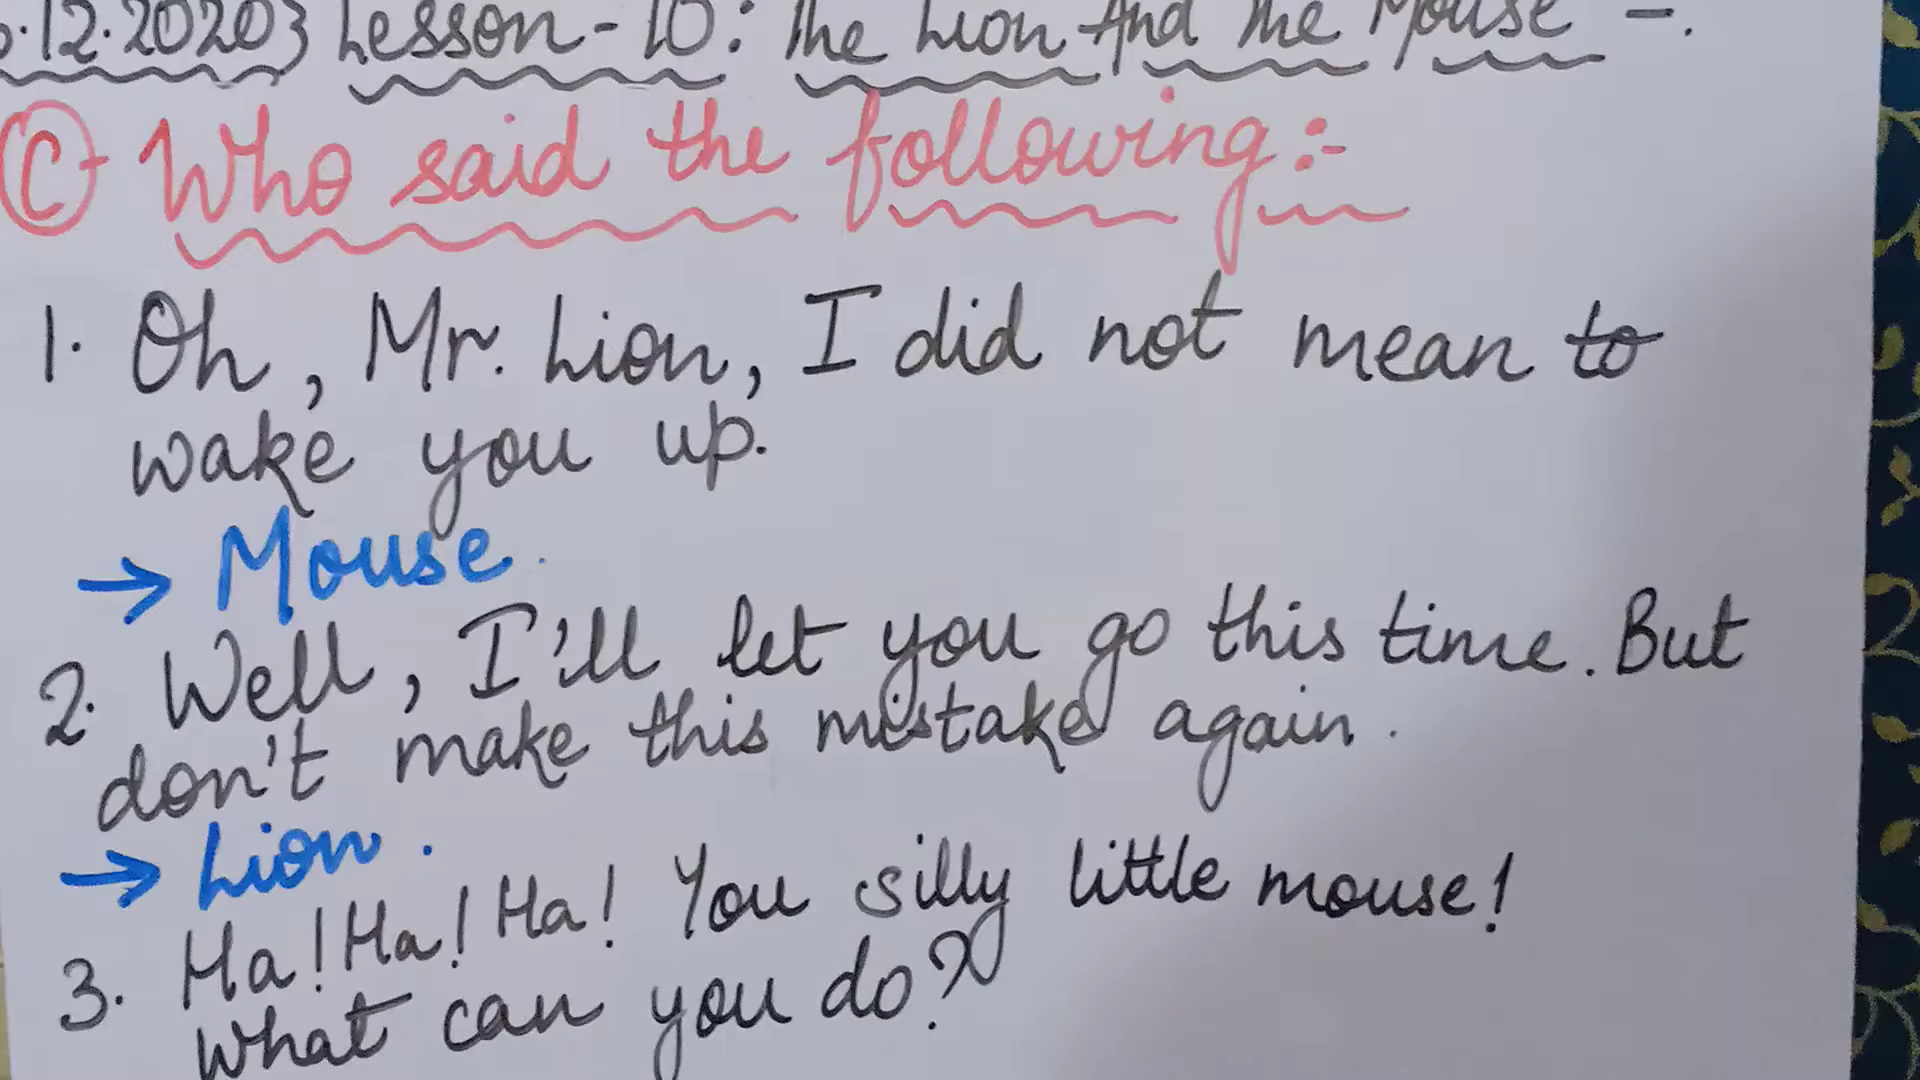 .12.2020} Lesson-10: The Lion And The Mouse -.
C- Who said the following:-
1. Oh, Mr. Lion, I did not mean to
wake you up.
→ Mouse.
2. Well, I'll let you go this time. But
don't make this mistake again.
→ Lion.
3. Ha! Ha! Ha! You silly little mouse!
What can you do?